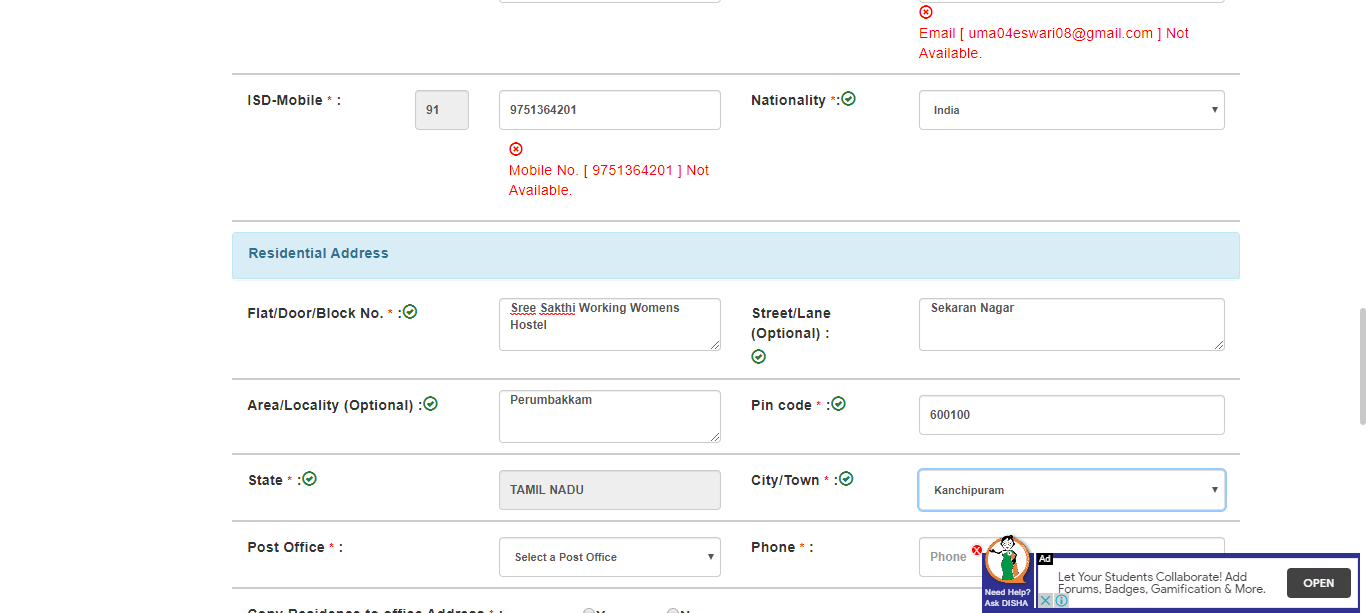 Email [ uma04eswari08@gmail.com ] Not
Available.
ISD-Mobile * :
91
9751364201
Nationality *:
India
Mobile No. [ 9751364201 ] Not
Available.
Residential Address
Flat/Door/Block No. * :
Sree Sakthi Working Womens
Hostel
Street/Lane
(Optional) :
Sekaran Nagar
Area/Locality (Optional) :
Perumbakkam
Pin code * :
600100
State * :
TAMIL NADU
City/Town * :
Kanchipuram
Post Office * :
Select a Post Office
Phone * :
Phone
Need Help?
Ask DISHA
Ad
Let Your Students Collaborate! Add
Forums, Badges, Gamification & More.
OPEN
Copy Residence to office Address * :